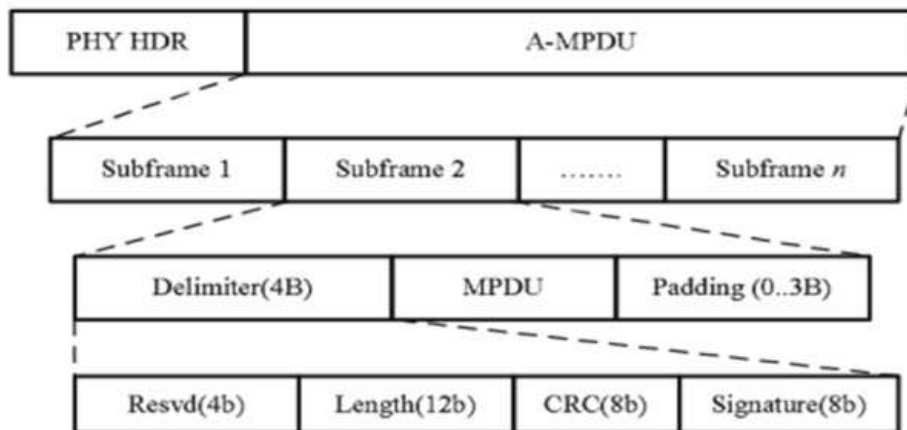 PHY HDR A-MPDU
Subframe 1 Subframe 2 ....... Subframe n
Delimiter(4B) MPDU Padding (0..3B)
Resvd(4b) Length(12b) CRC(8b) Signature(8b)